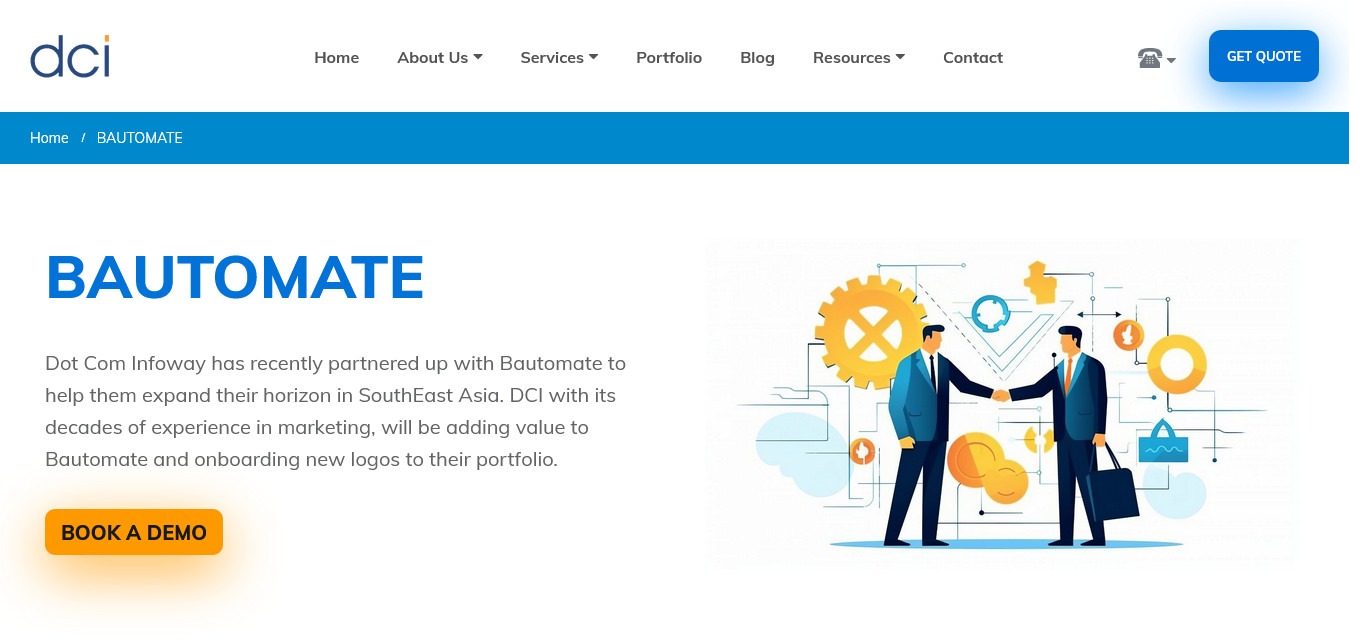 dci
Home About Us Services Portfolio Blog Resources Contact
GET QUOTE
Home / BAUTOMATE
BAUTOMATE
Dot Com Infoway has recently partnered up with Bautomate to
help them expand their horizon in SouthEast Asia. DCI with its
decades of experience in marketing, will be adding value to
Bautomate and onboarding new logos to their portfolio.
BOOK A DEMO